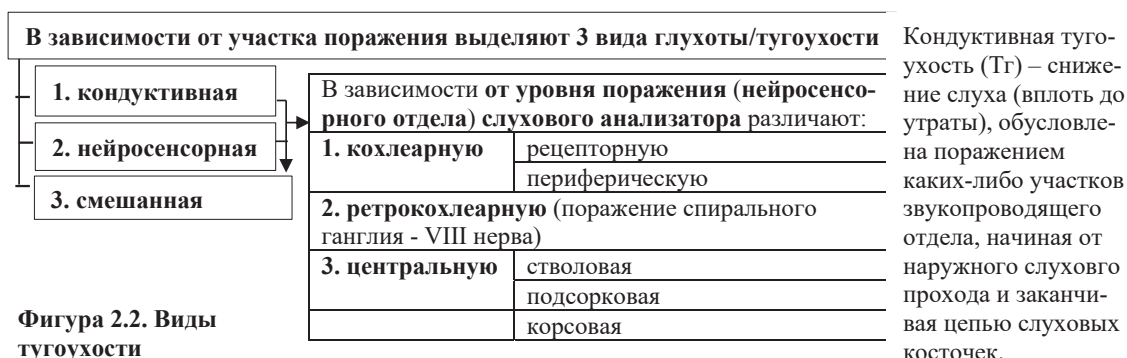 В зависимости от участка поражения выделяют 3 вида глухоты/тугоухости
1. кондуктивная
2. нейросенсорная
3. смешанная
В зависимости от уровня поражения (нейросенсо-
рного отдела) слухового анализатора различают:
1. кохлеарную рецепторную
периферическую
2. ретрокохлеарную (поражение спирального
ганглия - VIII нерва)
3. центральную стволовая
подсорковая
корсовая
Фигура 2.2. Виды
тугоухости
Кондуктивная туго-
ухость (Тг) – сниже-
ние слуха (вплоть до
утраты), обусловле-
на поражением
каких-либо участков
звукопроводящего
отдела, начиная от
наружного слуховго
прохода и заканчи-
вая цепью слуховых
косточек.